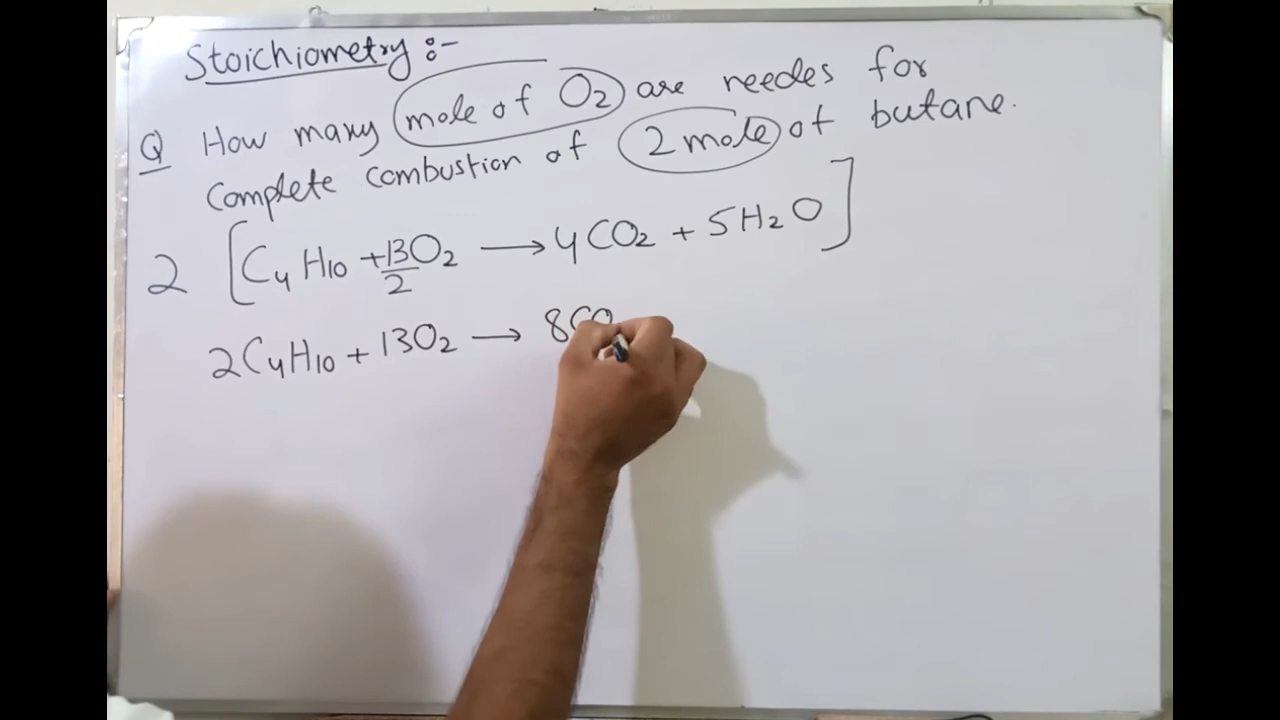 Stoichiometry :-
Q How many mole of O2 are needes for
Complete combustion of 2 mole of butane.
2 [C4H10 + 13/2 O2 → 4CO2 + 5H2O]
2C4H10 + 13O2 → 8CO